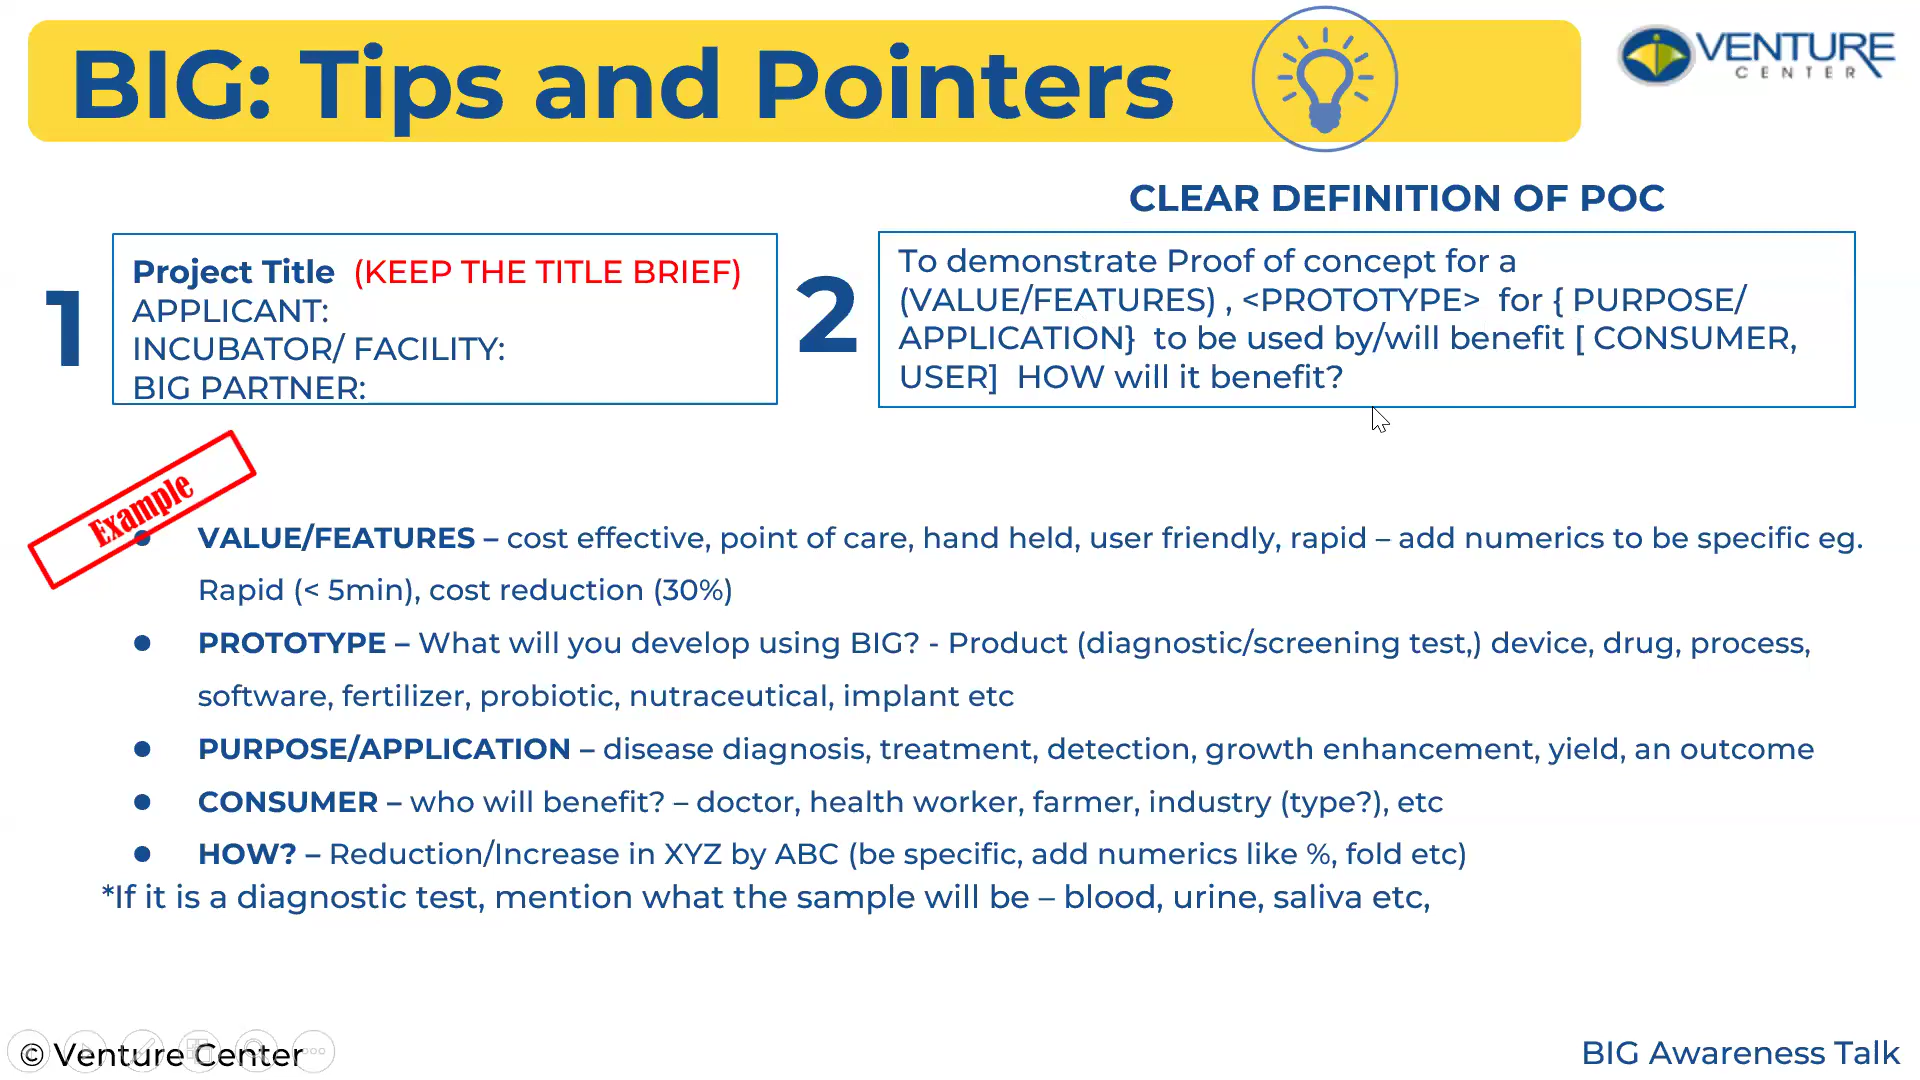 BIG: Tips and Pointers
VENTURE
CENTER
CLEAR DEFINITION OF POC
1
Project Title (KEEP THE TITLE BRIEF)
APPLICANT:
INCUBATOR/ FACILITY:
BIG PARTNER:
2
To demonstrate Proof of concept for a
(VALUE/FEATURES) , <PROTOTYPE> for { PURPOSE/
APPLICATION} to be used by/will benefit [ CONSUMER,
USER] HOW will it benefit?
Example
● VALUE/FEATURES – cost effective, point of care, hand held, user friendly, rapid – add numerics to be specific eg.
Rapid (< 5min), cost reduction (30%)
● PROTOTYPE – What will you develop using BIG? - Product (diagnostic/screening test,) device, drug, process,
software, fertilizer, probiotic, nutraceutical, implant etc
● PURPOSE/APPLICATION – disease diagnosis, treatment, detection, growth enhancement, yield, an outcome
● CONSUMER – who will benefit? – doctor, health worker, farmer, industry (type?), etc
● HOW? – Reduction/Increase in XYZ by ABC (be specific, add numerics like %, fold etc)
*If it is a diagnostic test, mention what the sample will be – blood, urine, saliva etc,
© Venture Center
BIG Awareness Talk